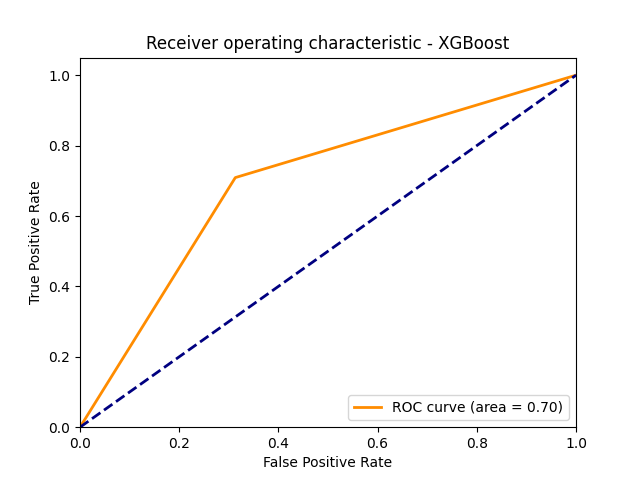 Receiver operating characteristic - XGBoost
True Positive Rate
1.0
0.8
0.6
0.4
0.2
0.0
0.0 0.2 0.4 0.6 0.8 1.0
False Positive Rate
ROC curve (area = 0.70)